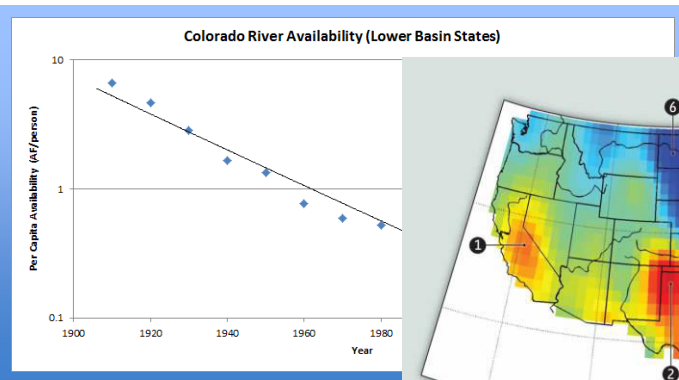 Colorado River Availability (Lower Basin States)
Per Capita Availability (AF/person)
10
1
0.1
1900 1920 1940 1960 1980
Year
6
1
2